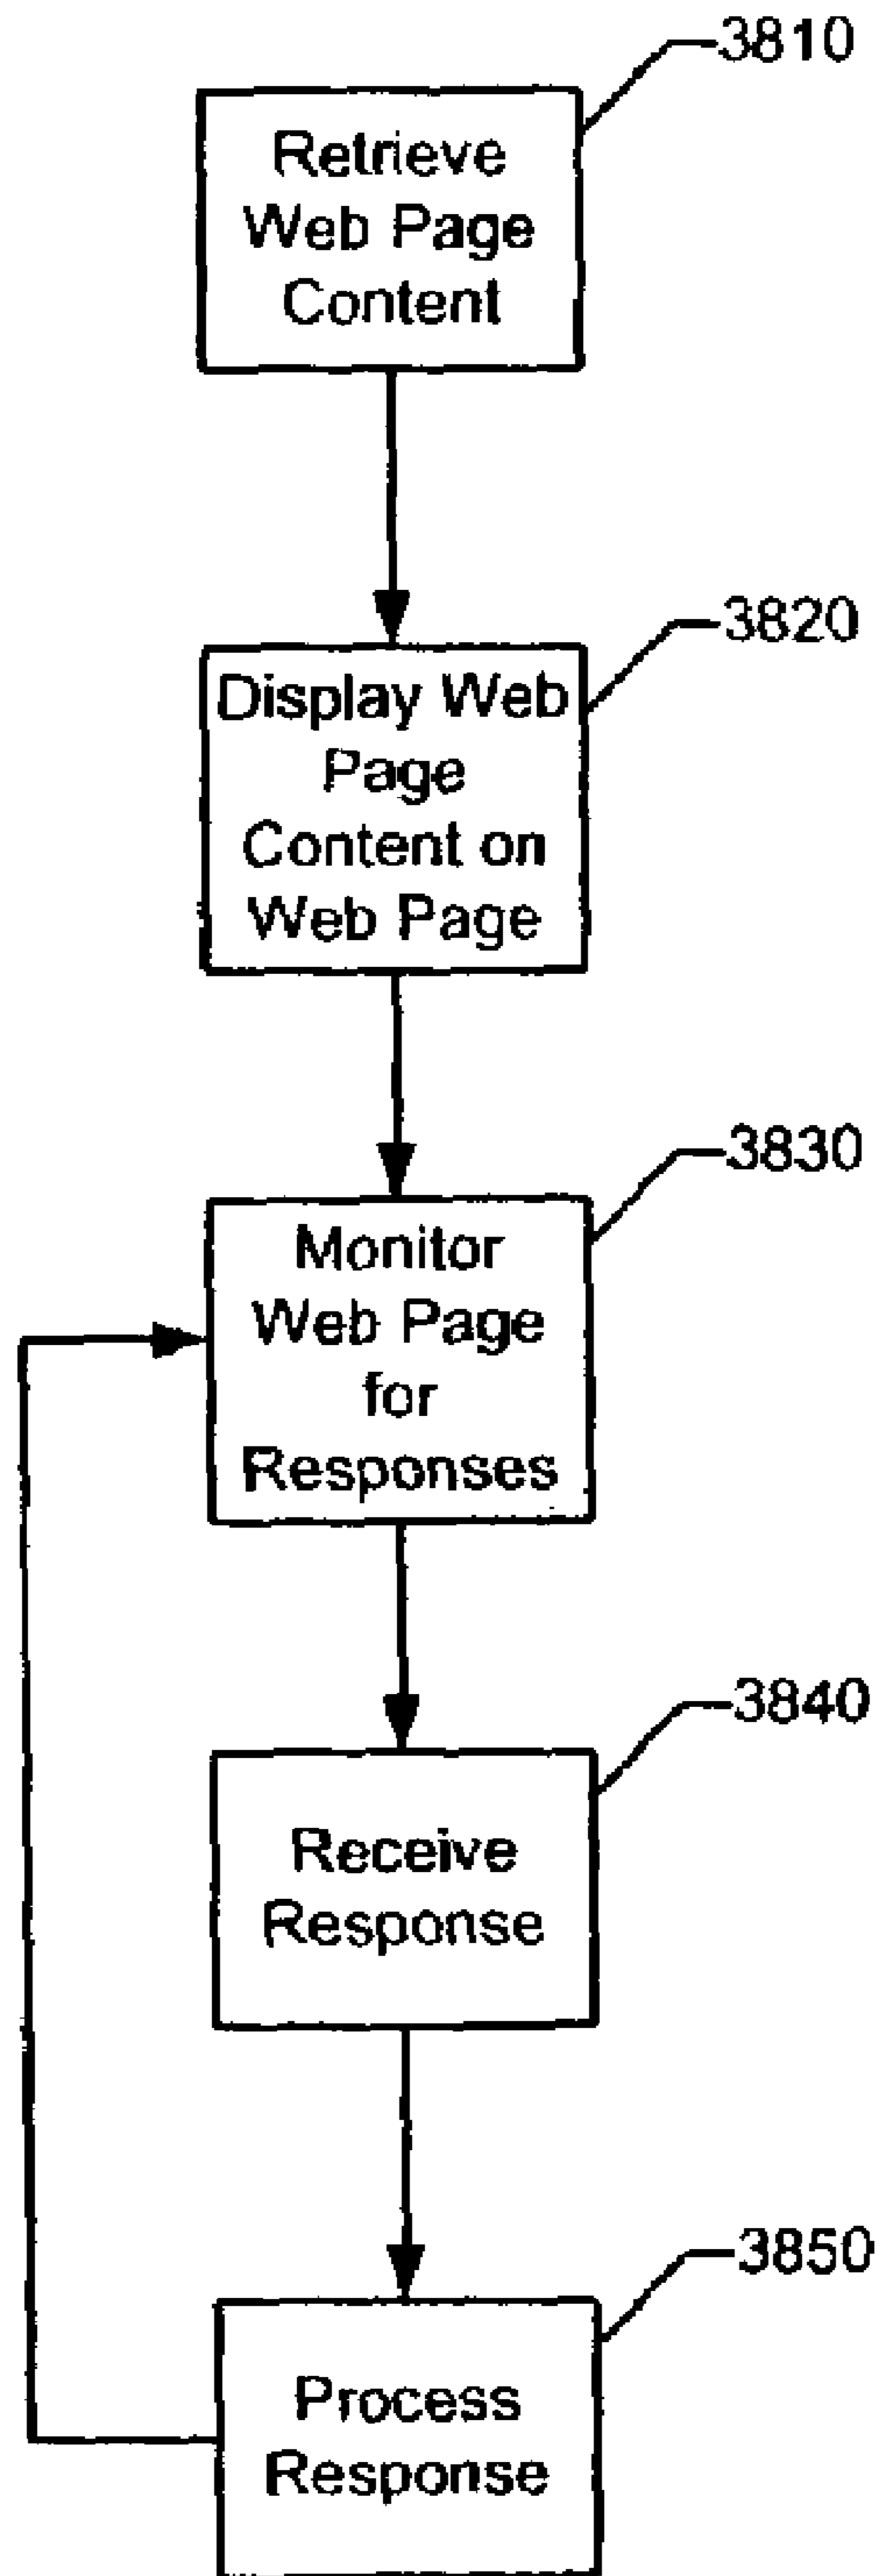 3810
Retrieve
Web Page
Content
3820
Display Web
Page
Content on
Web Page
3830
Monitor
Web Page
for
Responses
3840
Receive
Response
3850
Process
Response